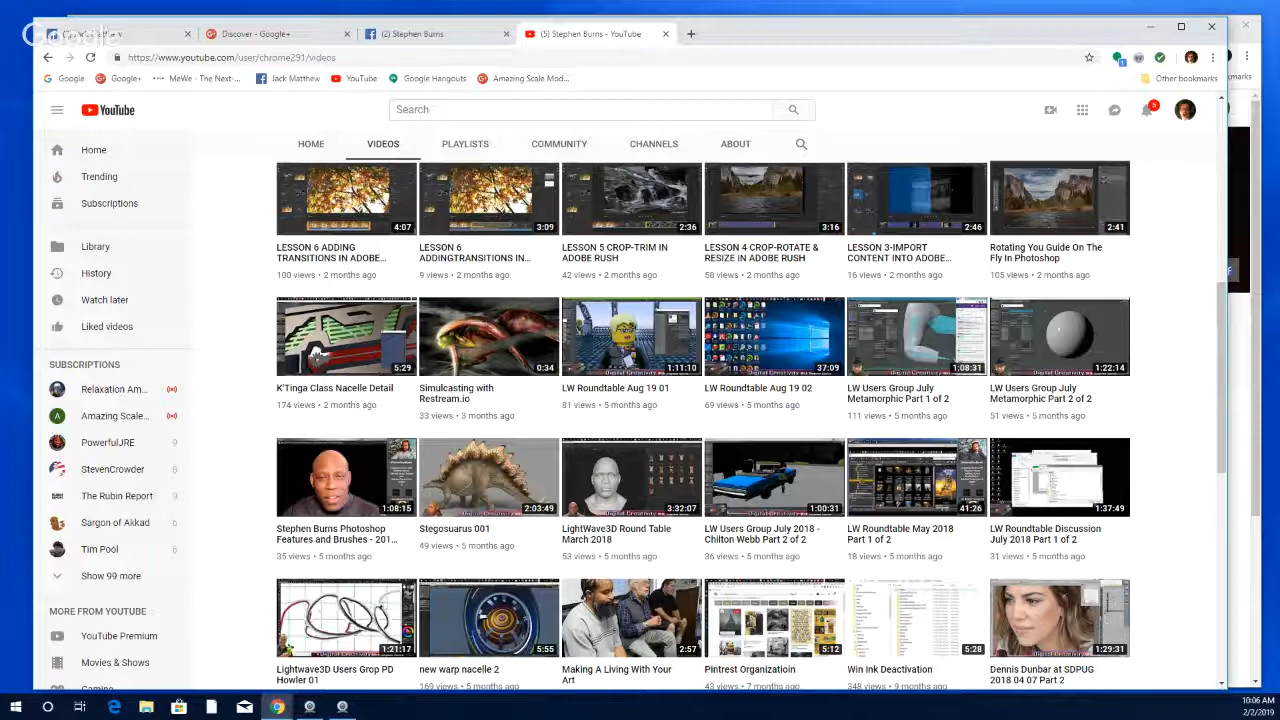 Google
Discover - Google+
(2) Stephen Burns
(5) Stephen Burns - YouTube
https://www.youtube.com/user/chrome291/videos
Google
Google+
MeWe - The Next-...
Jack Matthew
YouTube
Google Hangouts
Amazing Scale Mod...
Other bookmarks
YouTube
Search
5
HOME
VIDEOS
PLAYLISTS
COMMUNITY
CHANNELS
ABOUT
Home
Trending
Subscriptions
Library
History
Watch later
Liked videos
SUBSCRIPTIONS
Amazing Scale...
PowerfulJRE 9
StevenCrowder 6
The Rubin Report 9
Sargon of Akkad 6
Tim Pool 6
Show 99 more
MORE FROM YOUTUBE
YouTube Premium
Movies & Shows
Gaming
4:07
3:09
2:36
3:16
2:46
2:41
LESSON 6 ADDING
TRANSITIONS IN ADOBE...
100 views • 2 months ago
LESSON 6
ADDINGTRANSITIONS IN...
9 views • 2 months ago
LESSON 5 CROP-TRIM IN
ADOBE RUSH
42 views • 2 months ago
LESSON 4 CROP-ROTATE &
RESIZE IN ADOBE RUSH
58 views • 2 months ago
LESSON 3-IMPORT
CONTENT INTO ADOBE...
16 views • 2 months ago
Rotating You Guide On The
Fly In Photoshop
105 views • 2 months ago
5:29
0:34
1:11:10
37:09
1:08:31
1:22:14
K'Tinga Class Nacelle Detail
174 views • 2 months ago
Simulcasting with
Restream.io
33 views • 3 months ago
LW Roundtable Aug 19 01
81 views • 5 months ago
LW Roundtable Aug 19 02
69 views • 5 months ago
LW Users Group July
Metamorphic Part 1 of 2
111 views • 5 months ago
LW Users Group July
Metamorphic Part 2 of 2
51 views • 5 months ago
1:08:15
2:03:49
3:32:07
1:00:31
41:26
1:37:49
Stephen Burns Photoshop
Features and Brushes - 201...
35 views • 5 months ago
Stegosuarus 001
49 views • 5 months ago
LightWave3D Round Table
March 2018
53 views • 5 months ago
LW Users Group July 2018 -
Chilton Webb Part 2 of 2
36 views • 5 months ago
LW Roundtable May 2018
Part 1 of 2
18 views • 5 months ago
LW Roundtable Discussion
July 2018 Part 1 of 2
31 views • 5 months ago
1:21:17
5:55
2:57
5:12
5:28
1:29:31
Lightwave3D Users Grop PD
Howler 01
new warp nacelle 2
169 views • 5 months ago
Making A Living With Your
Art
Pintrest Organizatioin
43 views • 7 months ago
Win Ink Deactivation
348 views • 9 months ago
Dennis Dunbar at SDPUG
2018 04 07 Part 2
10:06 AM
2/2/2019